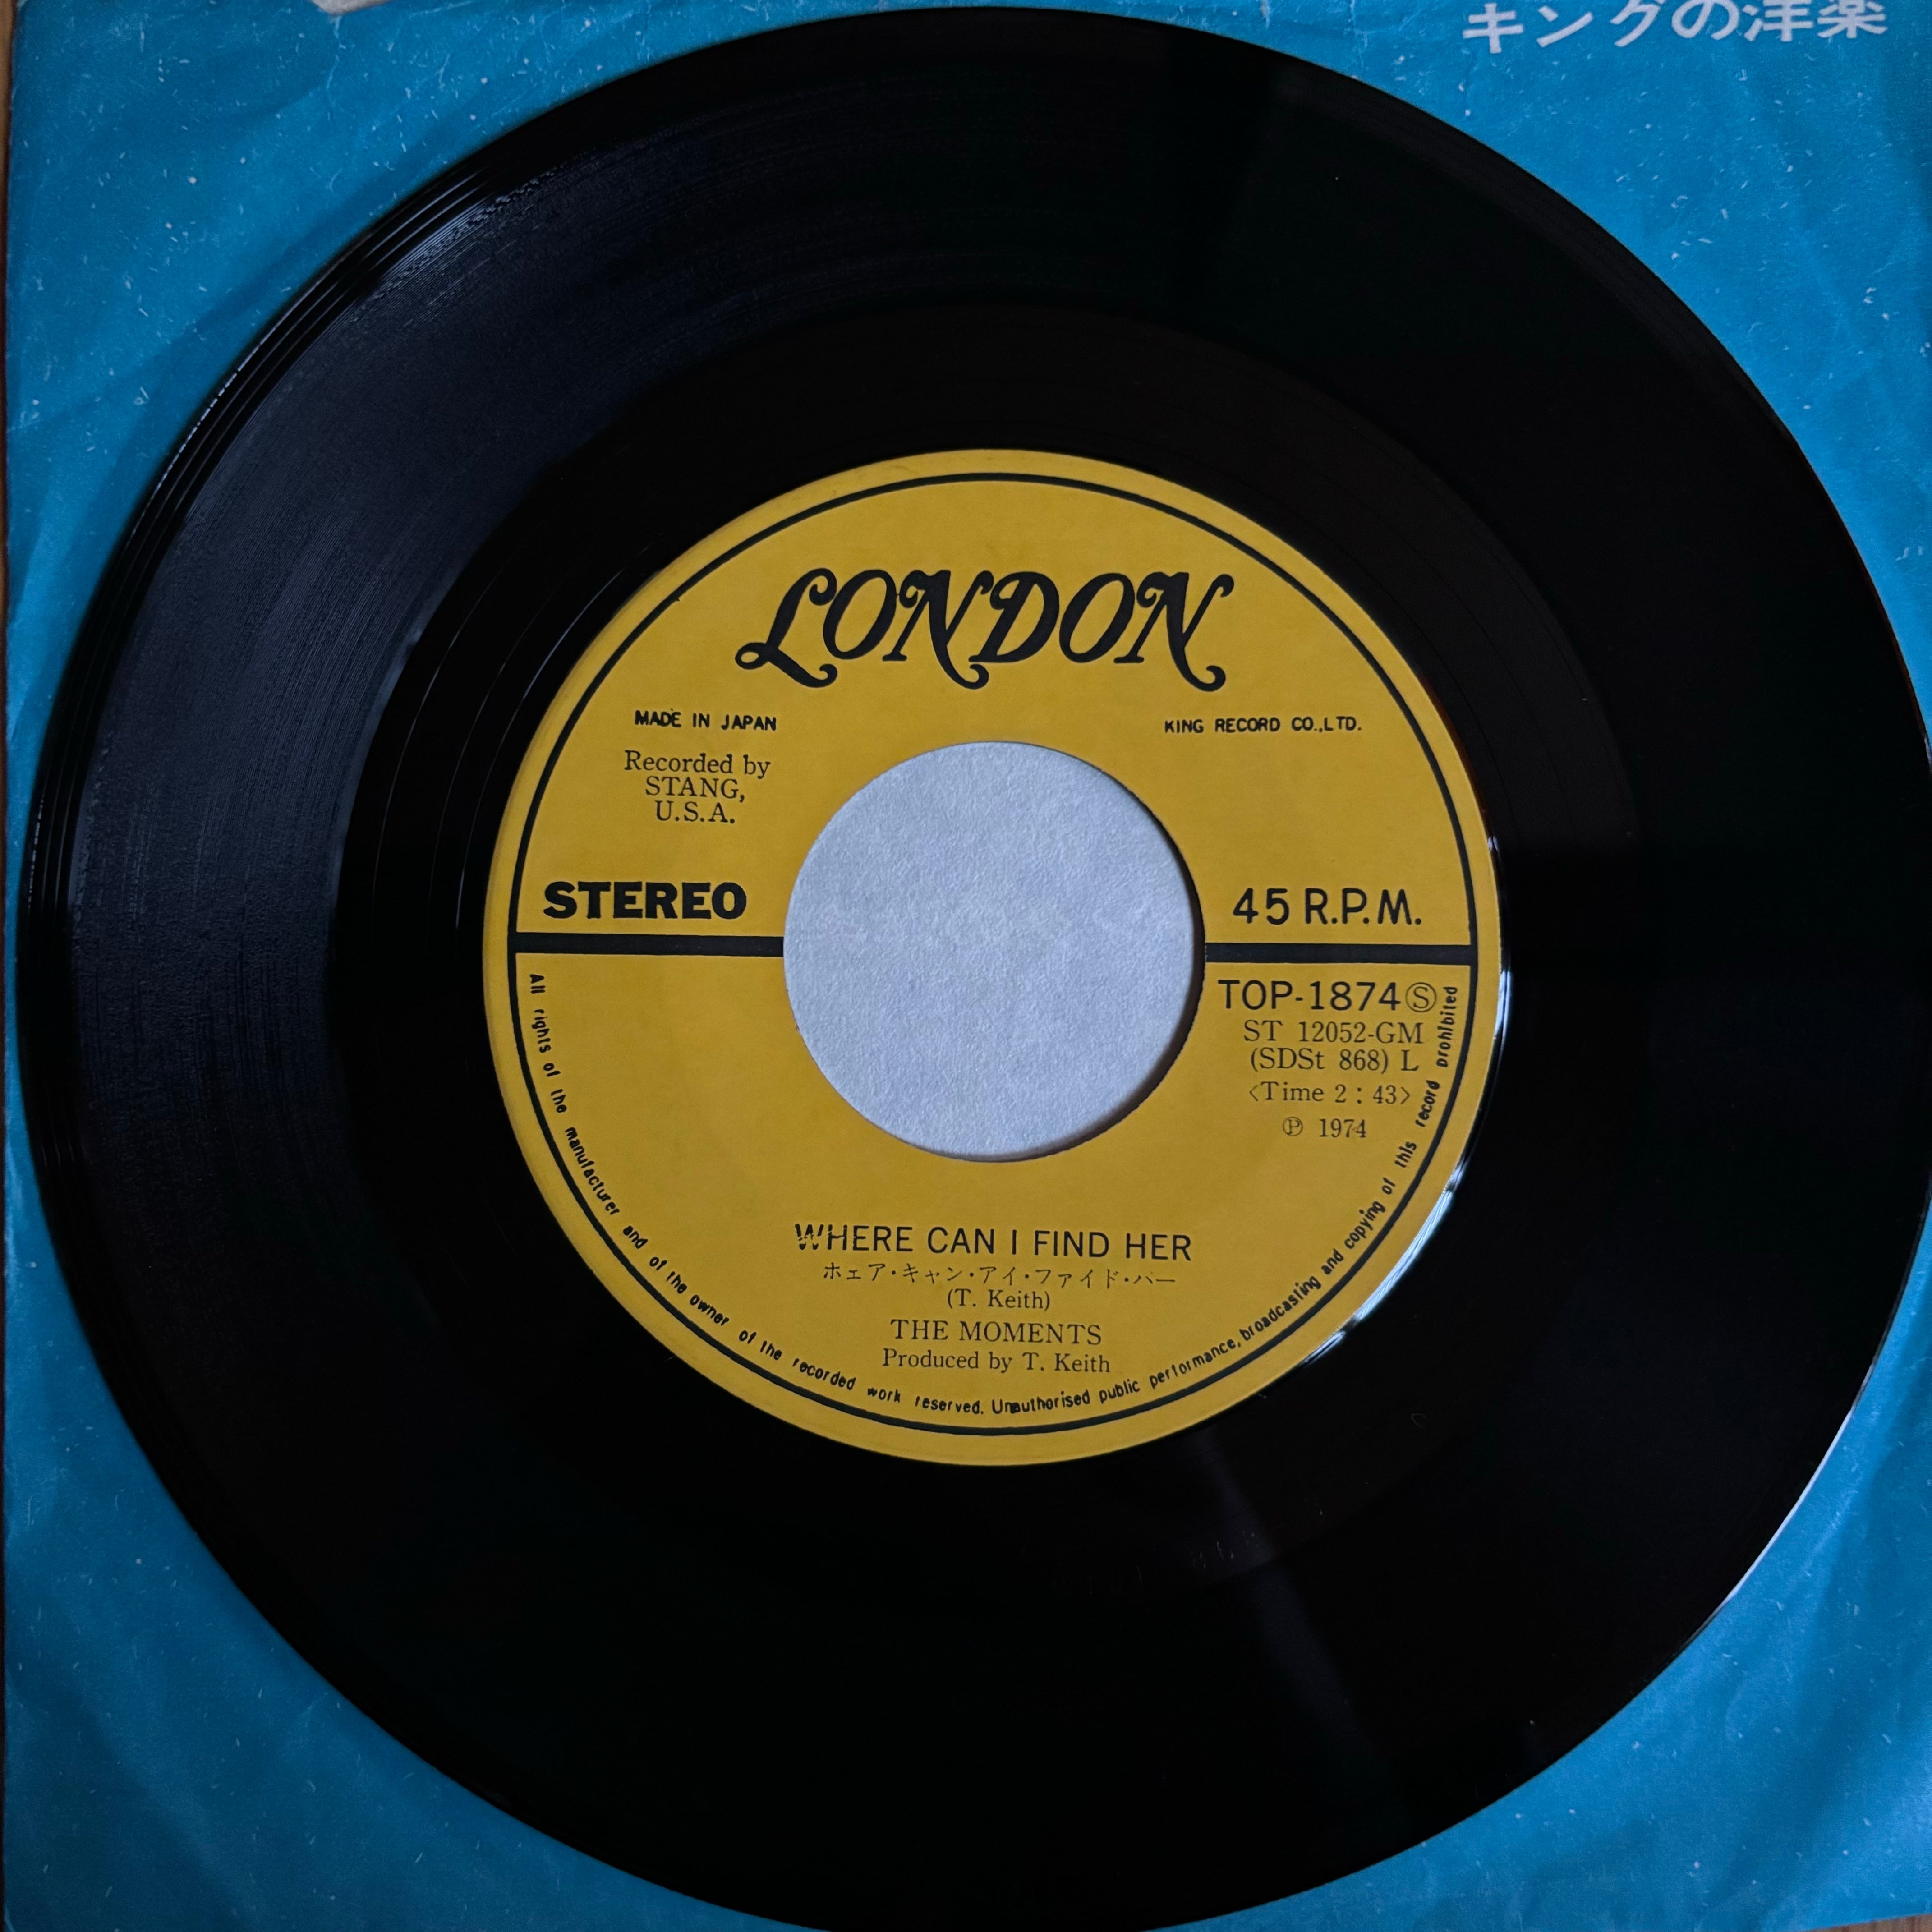 キングの洋楽
LONDON
MADE IN JAPAN
KING RECORD CO.,LTD.
Recorded by
STANG,
U.S.A.
STEREO
45 R.P.M.
TOP-1874Ⓢ
ST 12052-GM
(SDSt 868) L
〈Time 2 : 43〉
Ⓟ 1974
WHERE CAN I FIND HER
ホェア・キャン・アイ・ファイド・ハー
(T. Keith)
THE MOMENTS
Produced by T. Keith
All rights of the manufacturer and of the owner of the recorded work reserved. Unauthorised public performance, broadcasting and copying of this record prohibited